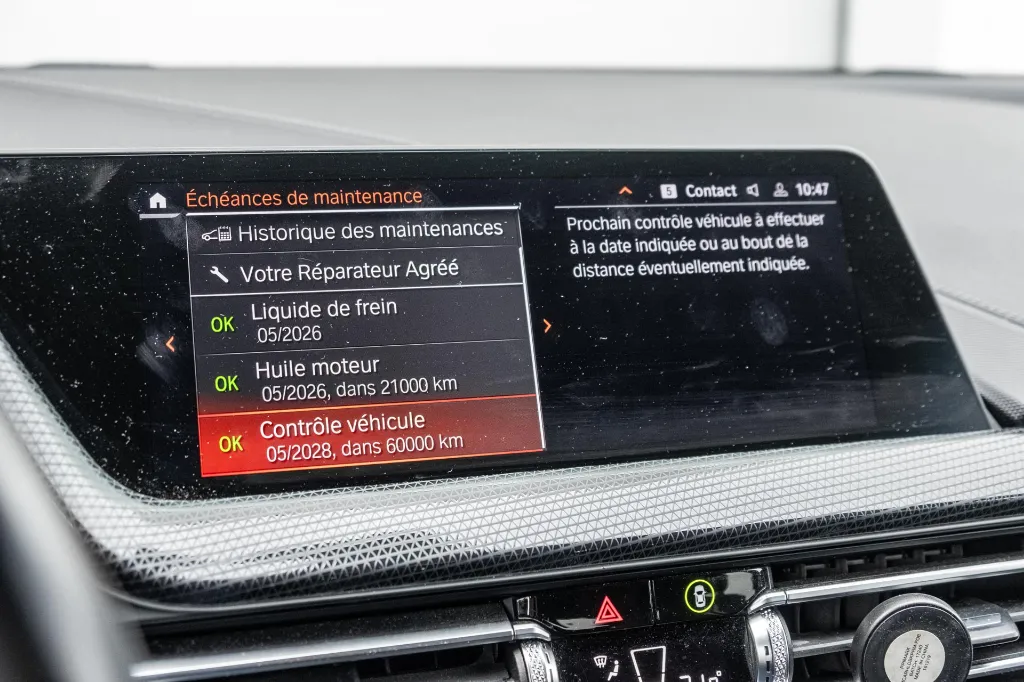 Échéances de maintenance
5 Contact 10:47
Historique des maintenances
Votre Réparateur Agréé
OK Liquide de frein
05/2026
OK Huile moteur
05/2026, dans 21000 km
OK Contrôle véhicule
05/2028, dans 60000 km
Prochain contrôle véhicule à effectuer
à la date indiquée ou au bout de la
distance éventuellement indiquée.